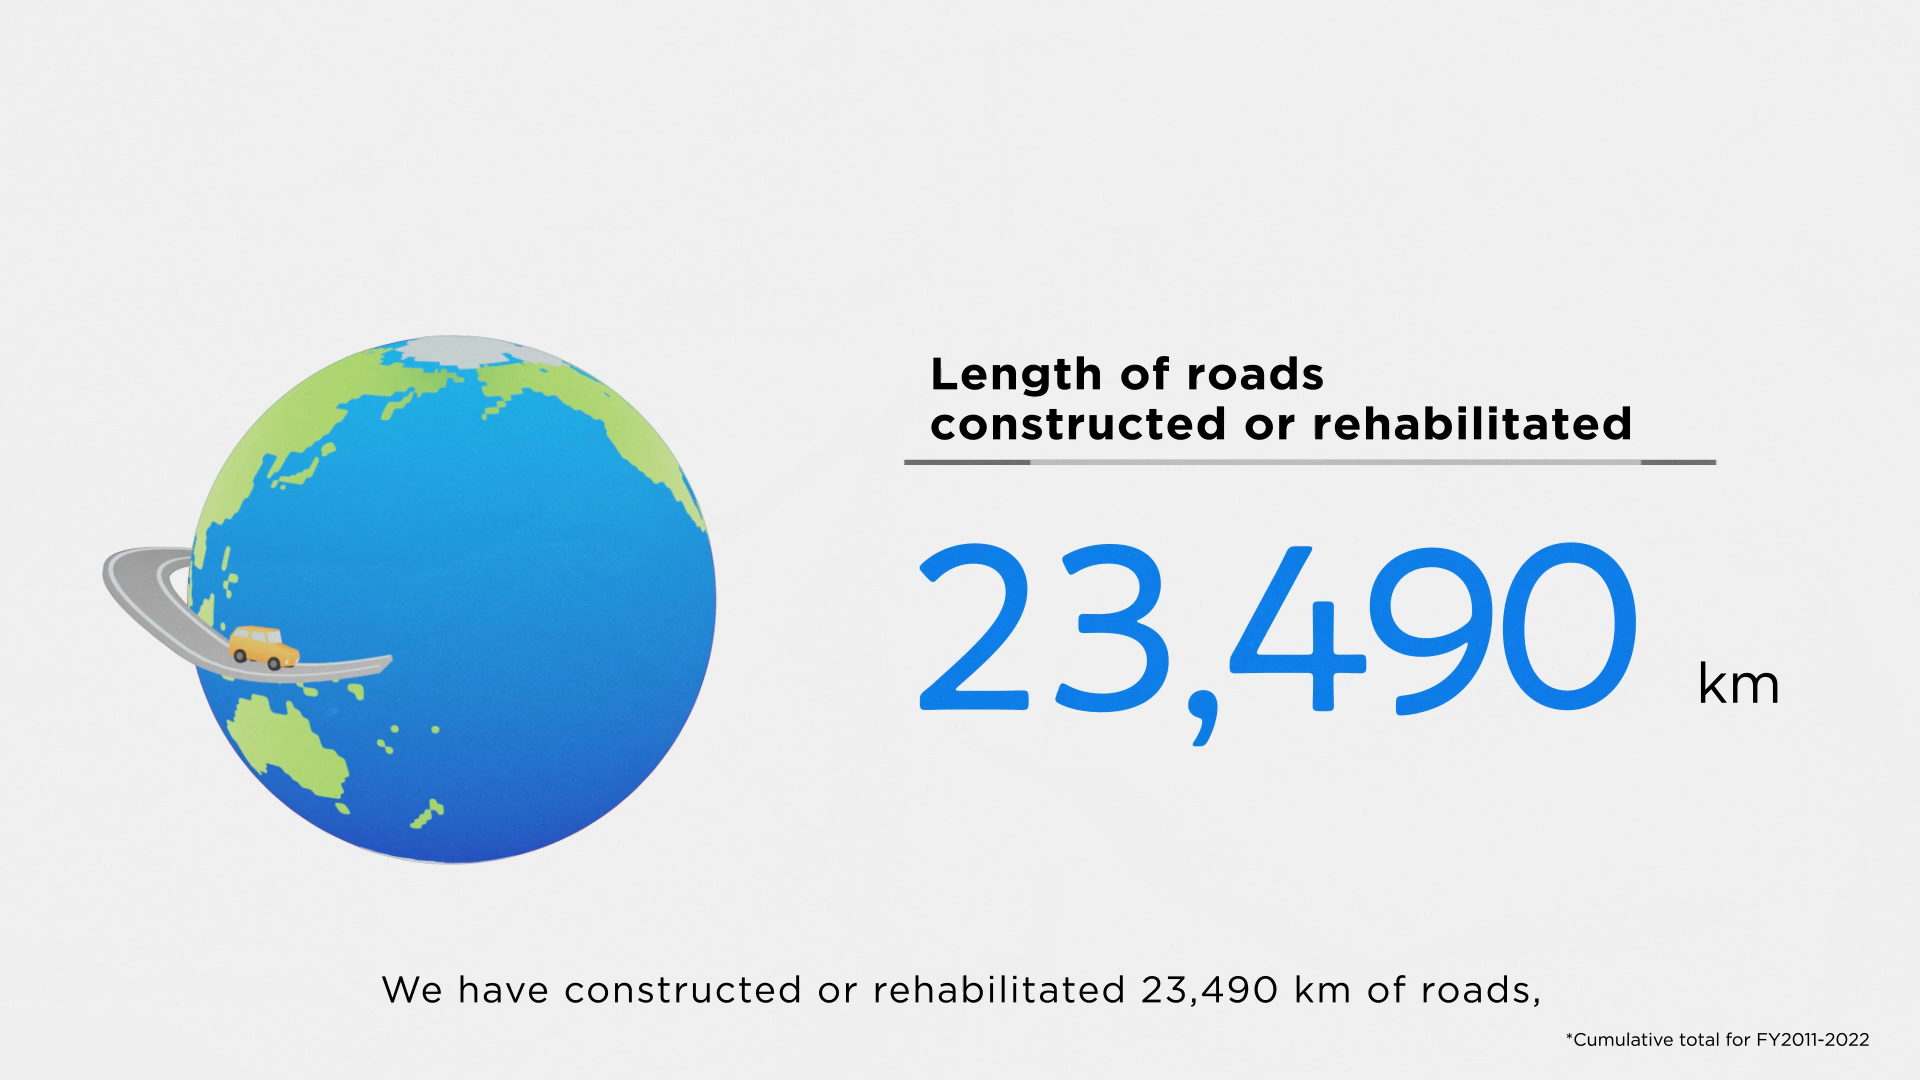 Length of roads
constructed or rehabilitated
23,490 km
We have constructed or rehabilitated 23,490 km of roads,
*Cumulative total for FY2011-2022